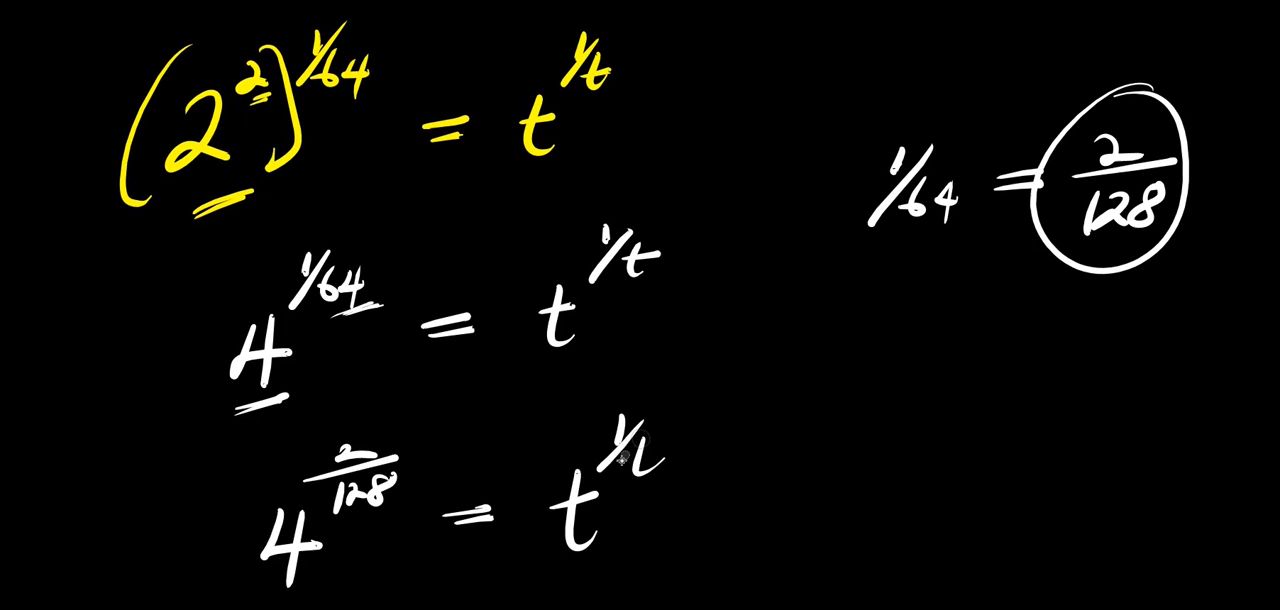 (2^2)^1/64 = t^1/t
1/64 = 2/128
4^1/64 = t^1/t
4^2/128 = t^1/